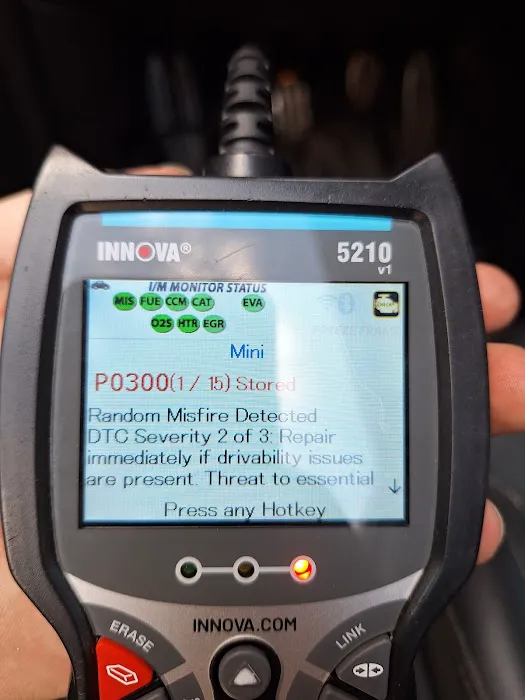 INNOVA®
5210
v1
I/M MONITOR STATUS
MIS FUE CCM CAT EVA
O2S HTR EGR
Mini
P0300(1 / 15) Stored
Random Misfire Detected
DTC Severity 2 of 3: Repair
immediately if drivability issues
are present. Threat to essential
Press any Hotkey
INNOVA.COM
ERASE
LINK